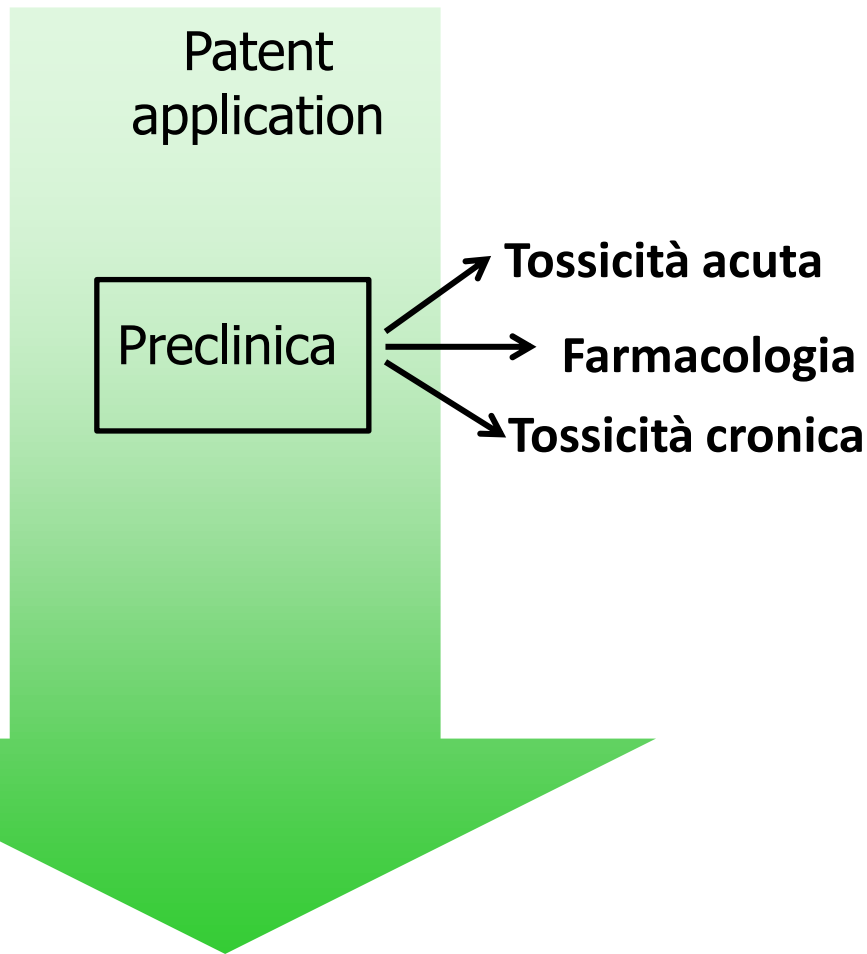 Patent
application
Tossicità acuta
Preclinica
Farmacologia
Tossicità cronica